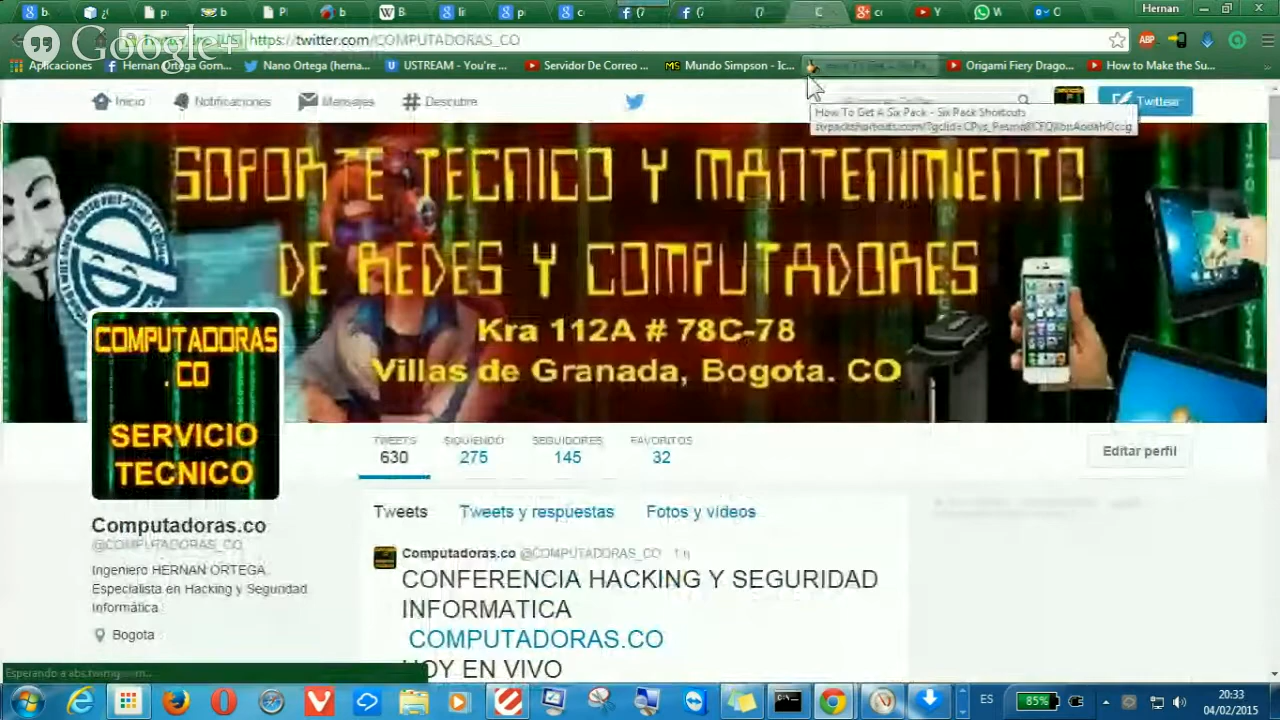 Hernan
Google+
https://twitter.com/COMPUTADORAS_CO
ABP
Aplicaciones
Hernan Ortega Gom...
Nano Ortega (herna...
USTREAM - You're ...
Servidor De Correo ...
Mundo Simpson - Ic...
Origami Fiery Drago...
How to Make the Su...
Inicio
Notificaciones
Mensajes
Descubre
Twittear
How To Get A Six Pack - Six Pack Shortcuts
SOPORTE TECNICO Y MANTENIMIENTO
DE REDES Y COMPUTADORES
Kra 112A # 78C-78
Villas de Granada, Bogota. CO
COMPUTADORAS
.CO
SERVICIO
TECNICO
TWEETS
630
SIGUIENDO
275
SEGUIDORES
145
FAVORITOS
32
Editar perfil
Tweets
Tweets y respuestas
Fotos y vídeos
Computadoras.co
@COMPUTADORAS_CO
Ingeniero HERNAN ORTEGA.
Especialista en Hacking y Seguridad
Informática.
Bogota
Computadoras.co @COMPUTADORAS_CO
CONFERENCIA HACKING Y SEGURIDAD
INFORMATICA
COMPUTADORAS.CO
HOY EN VIVO
ES
85%
20:33
04/02/2015